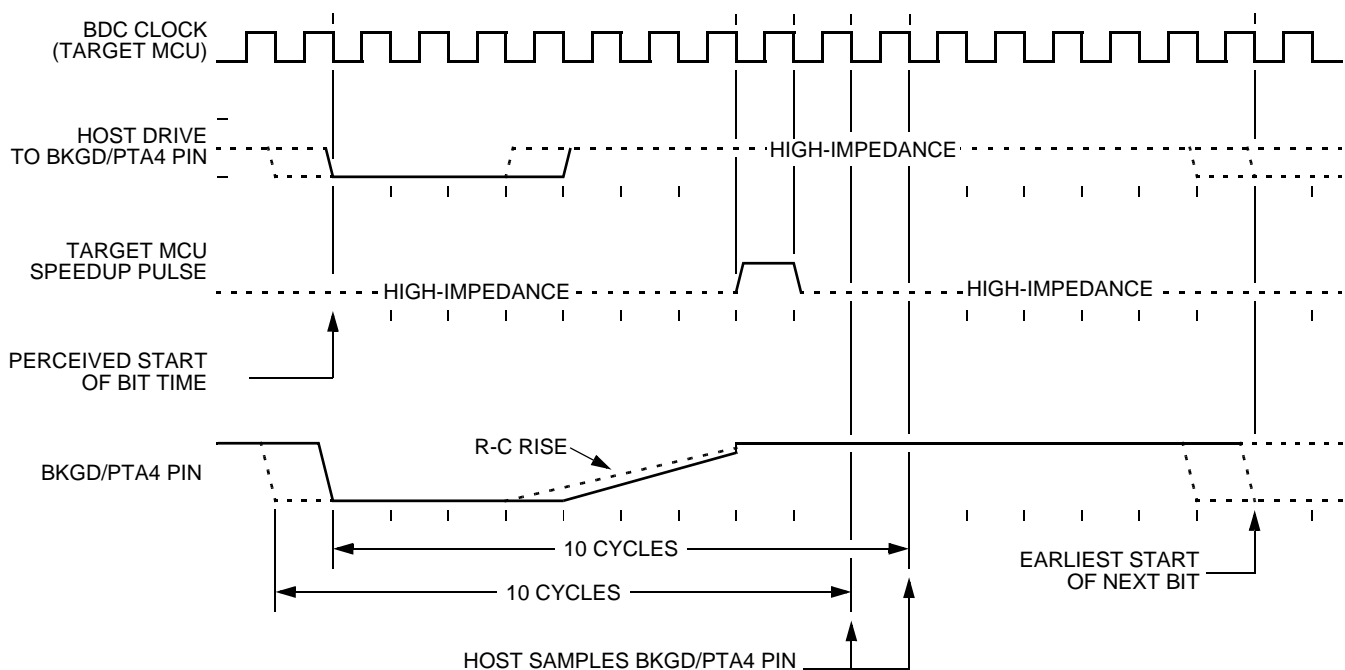 BDC CLOCK
(TARGET MCU)
HOST DRIVE
TO BKGD/PTA4 PIN
HIGH-IMPEDANCE
TARGET MCU
SPEEDUP PULSE
HIGH-IMPEDANCE
HIGH-IMPEDANCE
PERCEIVED START
OF BIT TIME
R-C RISE
BKGD/PTA4 PIN
10 CYCLES
EARLIEST START
OF NEXT BIT
10 CYCLES
HOST SAMPLES BKGD/PTA4 PIN